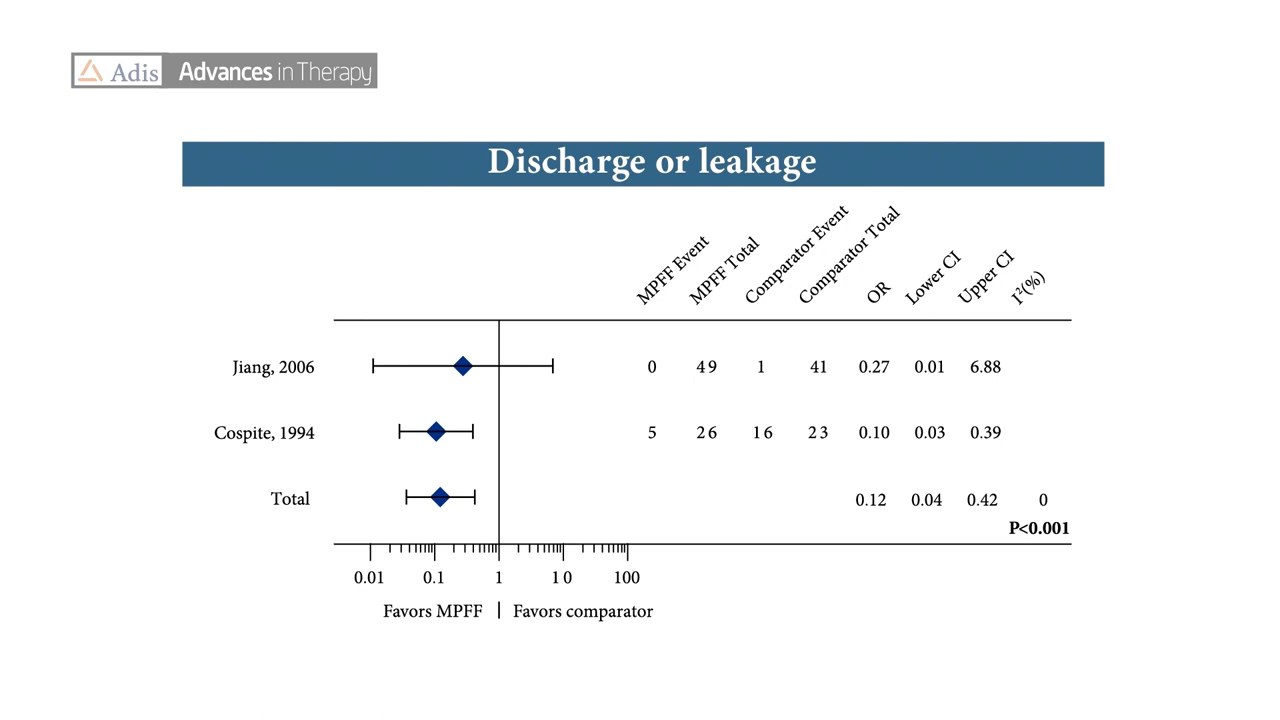 Adis Advances in Therapy
Discharge or leakage
MPFF Event MPFF Total Comparator Event Comparator Total OR Lower CI Upper CI I²(%)
Jiang, 2006 0 49 1 41 0.27 0.01 6.88
Cospite, 1994 5 26 16 23 0.10 0.03 0.39
Total 0.12 0.04 0.42 0
P<0.001
0.01 0.1 1 10 100
Favors MPFF | Favors comparator